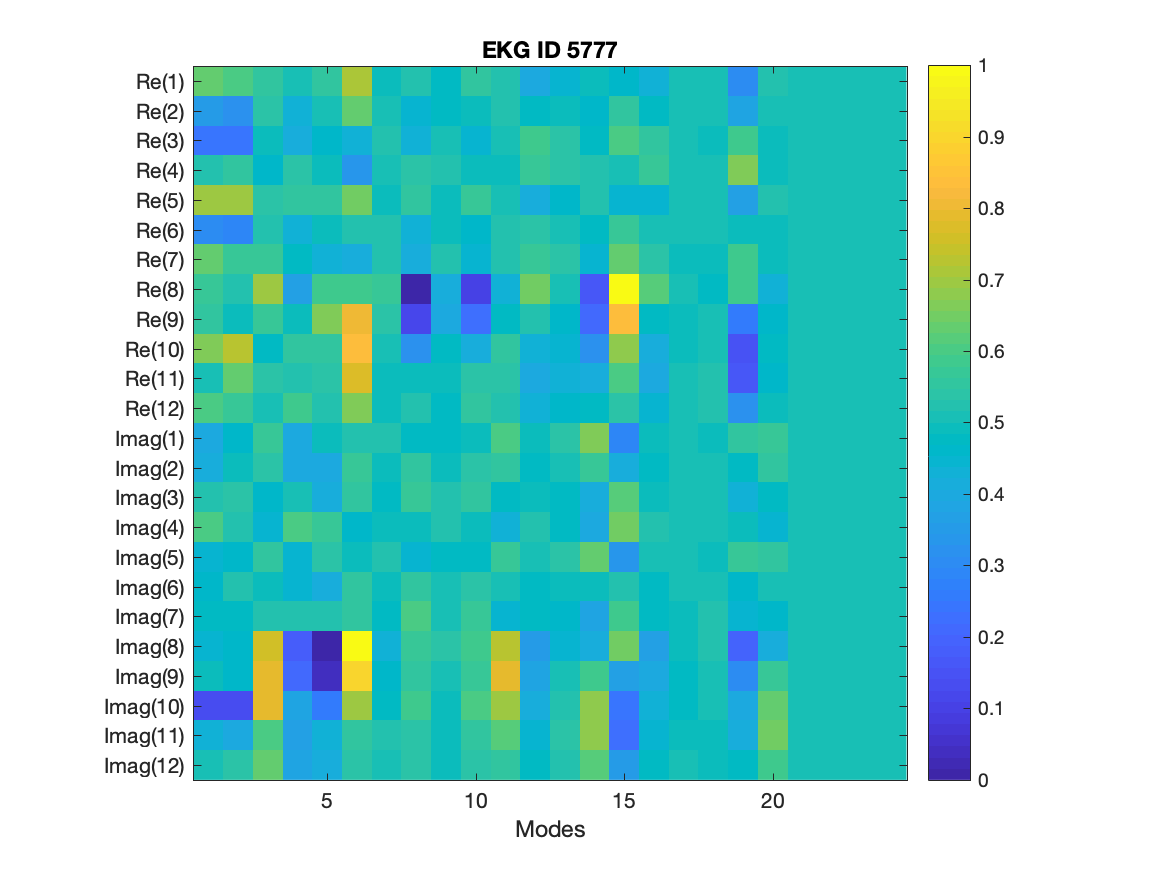 EKG ID 5777
Re(1)
Re(2)
Re(3)
Re(4)
Re(5)
Re(6)
Re(7)
Re(8)
Re(9)
Re(10)
Re(11)
Re(12)
Imag(1)
Imag(2)
Imag(3)
Imag(4)
Imag(5)
Imag(6)
Imag(7)
Imag(8)
Imag(9)
Imag(10)
Imag(11)
Imag(12)
5 10 15 20
Modes
1
0.9
0.8
0.7
0.6
0.5
0.4
0.3
0.2
0.1
0